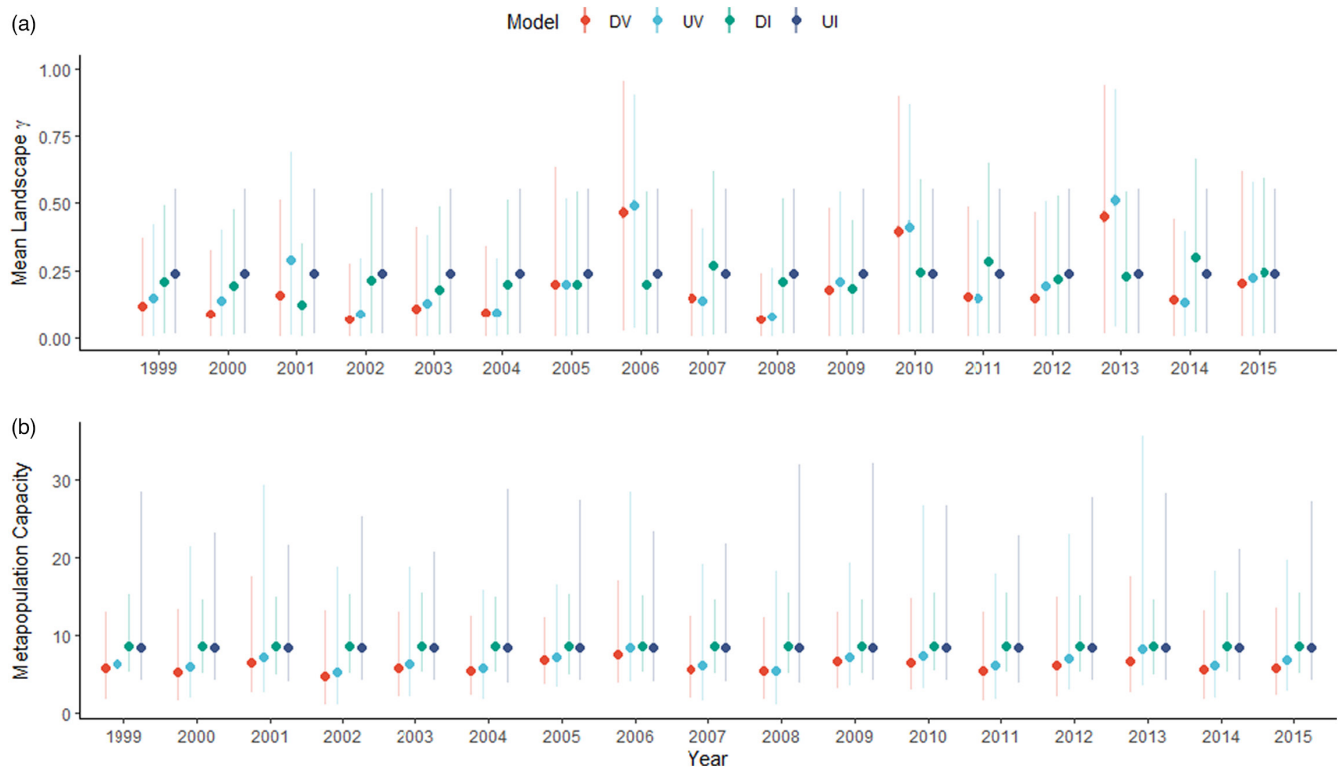 (a)
Model DV UV DI UI
Mean Landscape γ
1.00
0.75
0.50
0.25
0.00
1999 2000 2001 2002 2003 2004 2005 2006 2007 2008 2009 2010 2011 2012 2013 2014 2015
(b)
Metapopulation Capacity
30
20
10
0
1999 2000 2001 2002 2003 2004 2005 2006 2007 2008 2009 2010 2011 2012 2013 2014 2015
Year